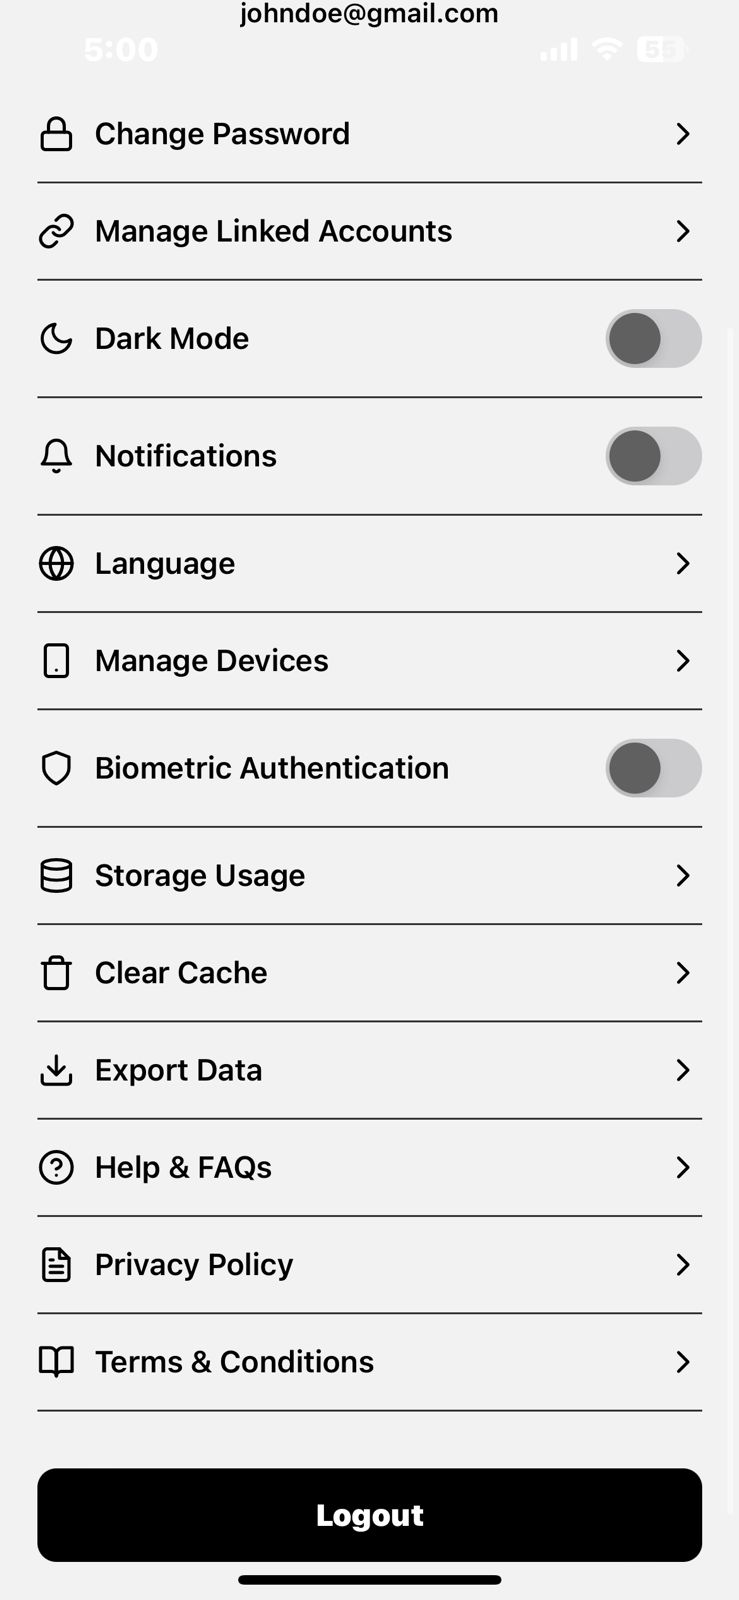 johndoe@gmail.com
5:00
55
Change Password
Manage Linked Accounts
Dark Mode
Notifications
Language
Manage Devices
Biometric Authentication
Storage Usage
Clear Cache
Export Data
Help & FAQs
Privacy Policy
Terms & Conditions
Logout